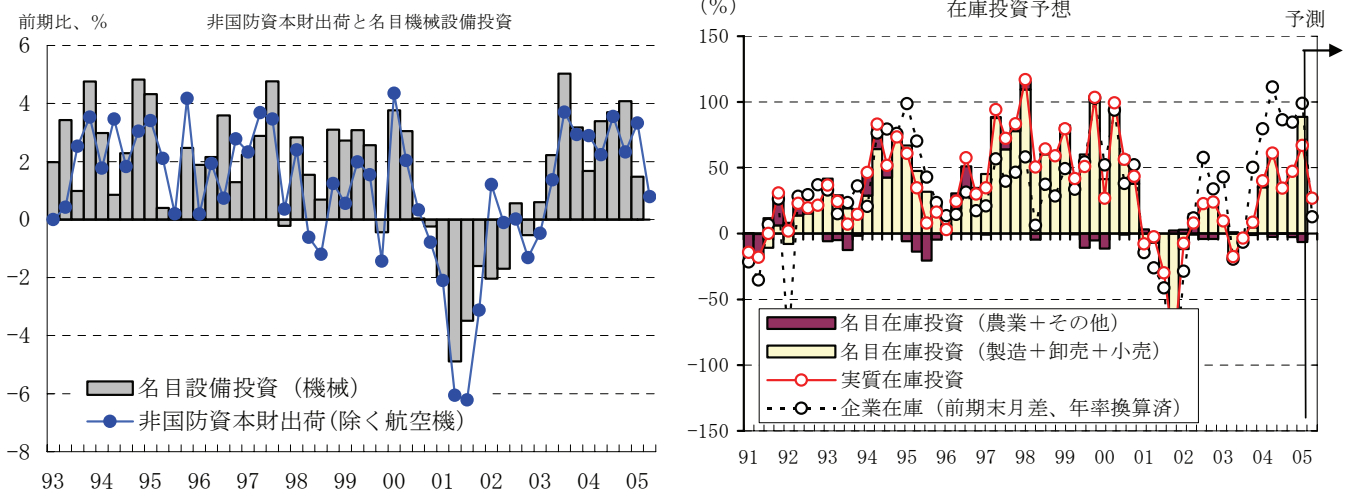 前期比、%
非国防資本財出荷と名目機械設備投資
6
4
2
0
−2
−4
−6
−8
名目設備投資（機械）
非国防資本財出荷(除く航空機)
93 94 95 96 97 98 99 00 01 02 03 04 05
(%)
在庫投資予想
予測
150
100
50
0
−50
−100
−150
名目在庫投資（農業＋その他）
名目在庫投資（製造＋卸売＋小売）
実質在庫投資
企業在庫（前期末月差、年率換算済）
91 92 93 94 95 96 97 98 99 00 01 02 03 04 05